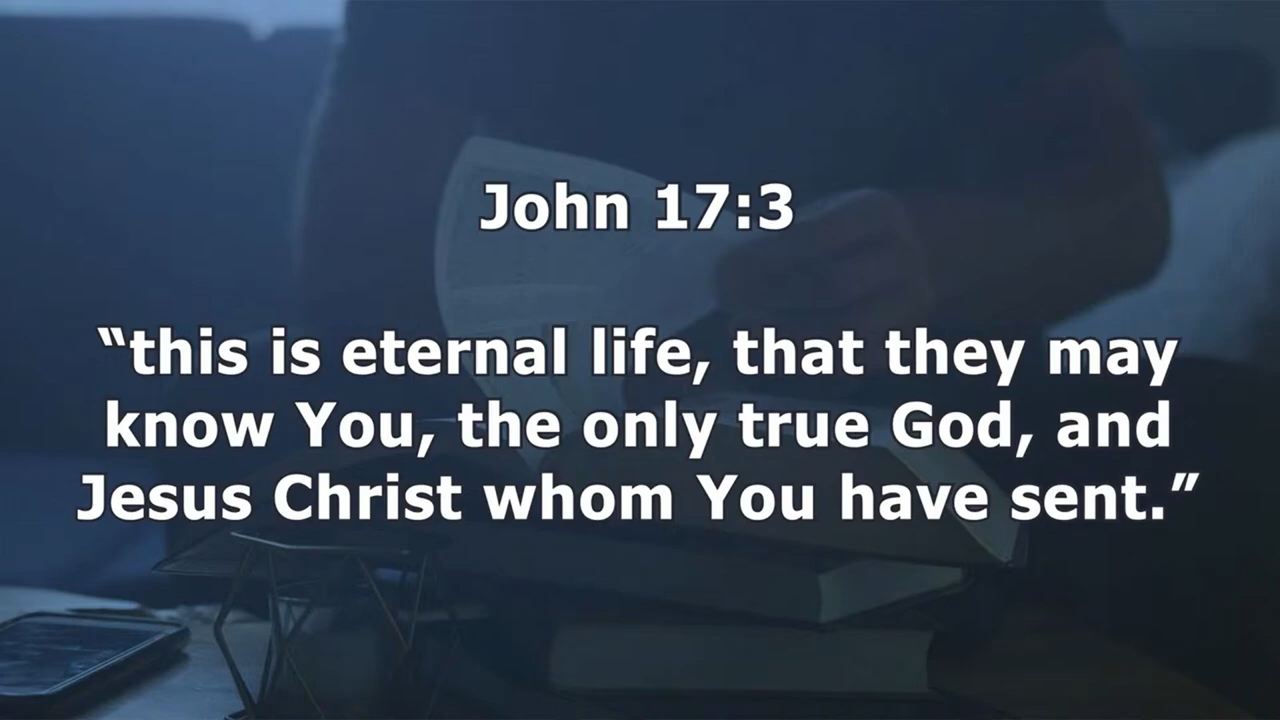 John 17:3
“this is eternal life, that they may
know You, the only true God, and
Jesus Christ whom You have sent.”